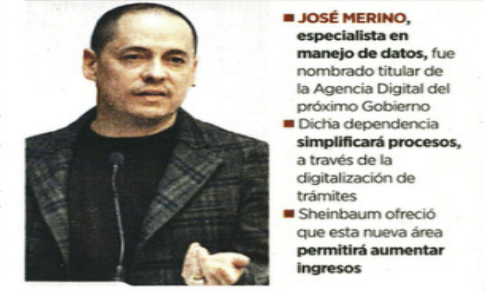 JOSÉ MERINO,
especialista en
manejo de datos, fue
nombrado titular de
la Agencia Digital del
próximo Gobierno
Dicha dependencia
simplificará procesos,
a través de la
digitalización de
trámites
Sheinbaum ofreció
que esta nueva área
permitirá aumentar
ingresos